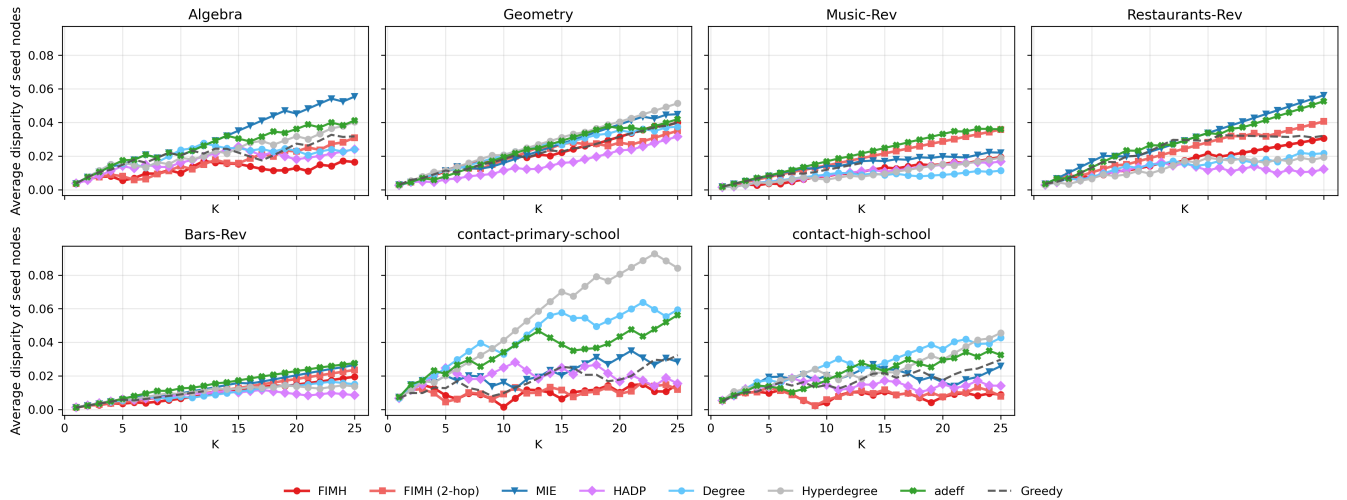 Algebra
Geometry
Music-Rev
Restaurants-Rev
Average disparity of seed nodes
0.08
0.06
0.04
0.02
0.00
K
K
K
K
Bars-Rev
contact-primary-school
contact-high-school
Average disparity of seed nodes
0.08
0.06
0.04
0.02
0.00
0 5 10 15 20 25
0 5 10 15 20 25
0 5 10 15 20 25
K
K
K
FIMH FIMH (2-hop) MIE HADP Degree Hyperdegree adeff Greedy